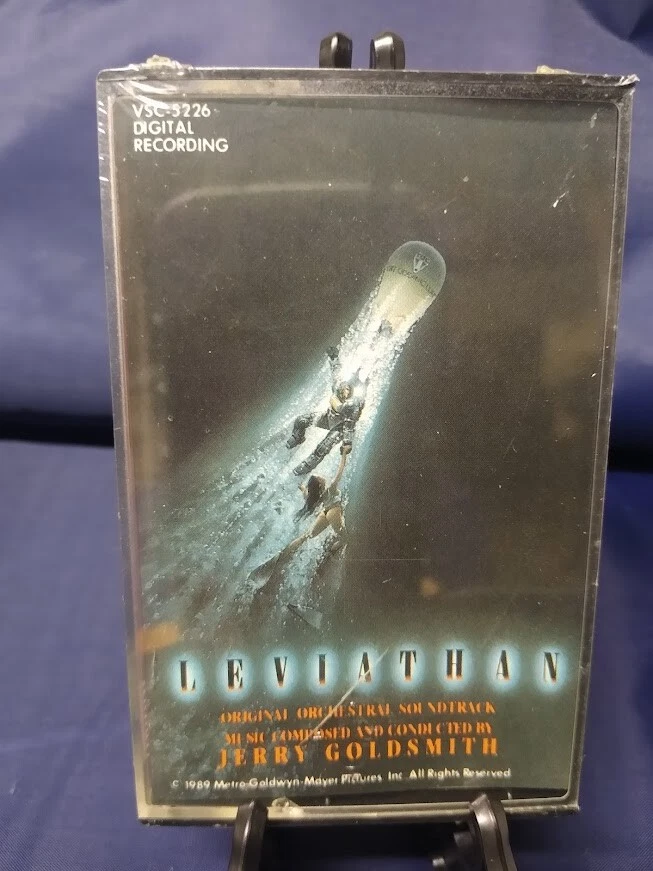 VSC-5226
DIGITAL
RECORDING
LEVIATHAN
ORIGINAL ORCHESTRAL SOUNDTRACK
MUSIC COMPOSED AND CONDUCTED BY
JERRY GOLDSMITH
© 1989 Metro-Goldwyn-Mayer Pictures Inc All Rights Reserved